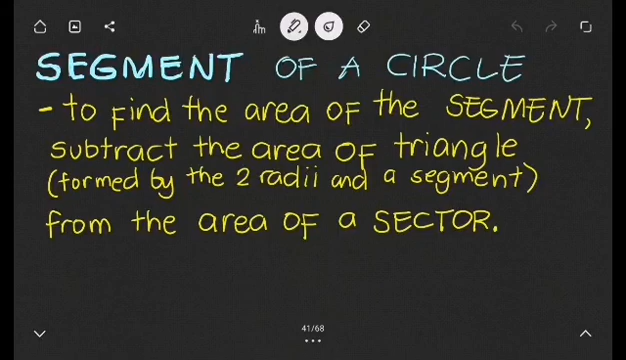 SEGMENT OF A CIRCLE
- to find the area of the SEGMENT,
subtract the area of triangle
(formed by the 2 radii and a segment)
from the area of a SECTOR.
41/68